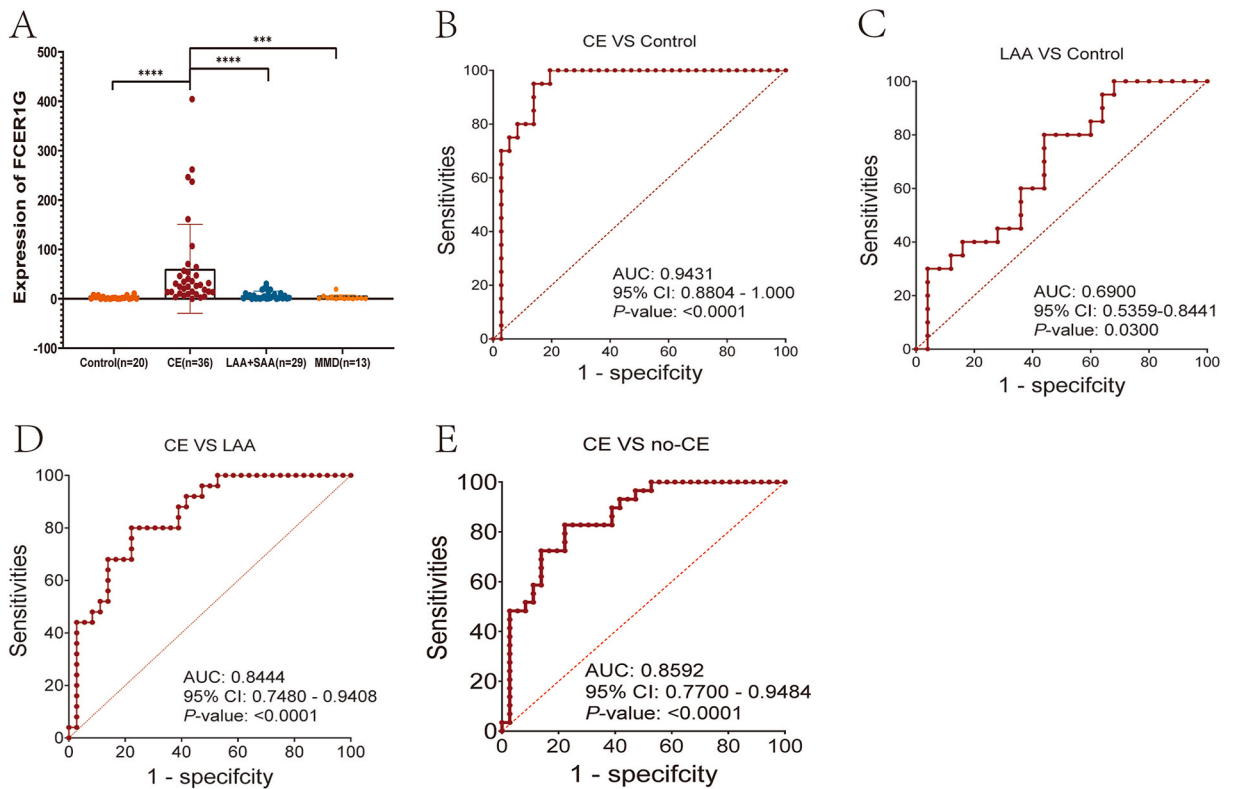 A
Expression of FCER1G
500
400
300
200
100
0
-100
****
****
***
Control(n=20)
CE(n=36)
LAA+SAA(n=29)
MMD(n=13)
B
CE VS Control
Sensitivities
100
80
60
40
20
0
AUC: 0.9431
95% CI: 0.8804 - 1.000
P-value: <0.0001
0 20 40 60 80 100
1 - specifcity
C
LAA VS Control
Sensitivities
100
80
60
40
20
0
AUC: 0.6900
95% CI: 0.5359-0.8441
P-value: 0.0300
0 20 40 60 80 100
1 - specifcity
D
CE VS LAA
Sensitivities
100
80
60
40
20
0
AUC: 0.8444
95% CI: 0.7480 - 0.9408
P-value: <0.0001
0 20 40 60 80 100
1 - specifcity
E
CE VS no-CE
Sensitivities
100
80
60
40
20
0
AUC: 0.8592
95% CI: 0.7700 - 0.9484
P-value: <0.0001
0 20 40 60 80 100
1 - specifcity